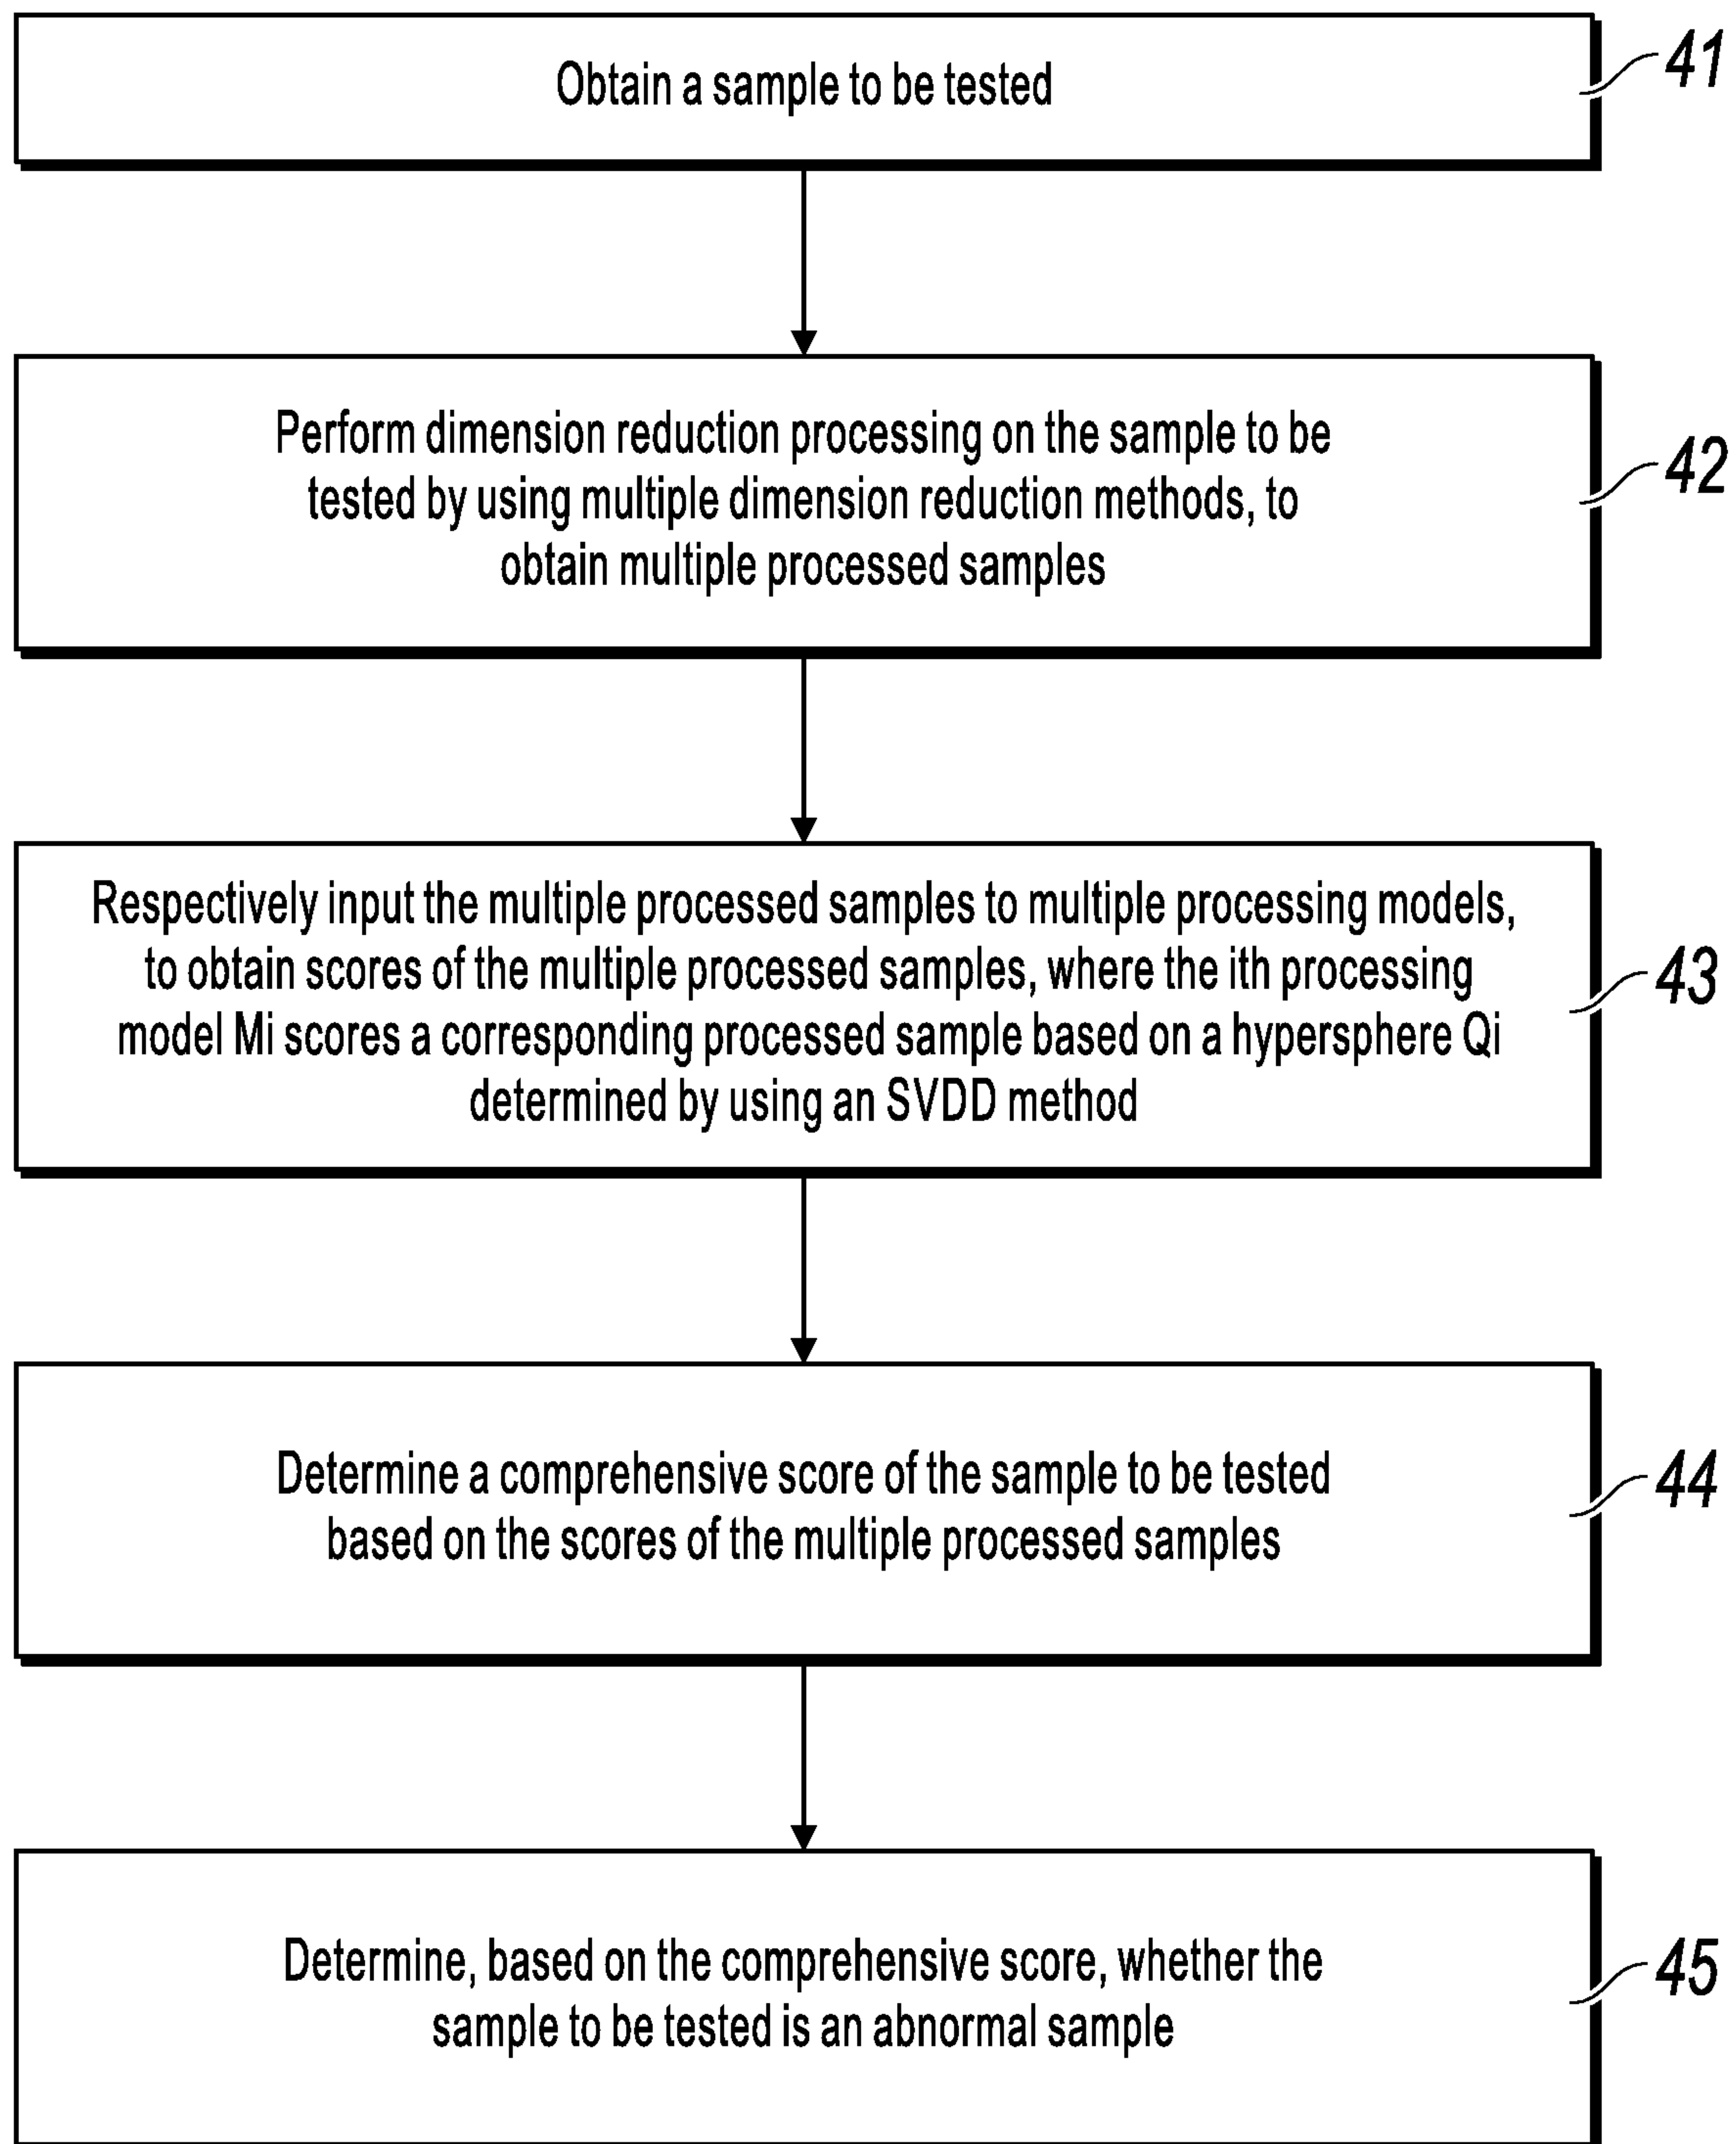 Obtain a sample to be tested
41
Perform dimension reduction processing on the sample to be
tested by using multiple dimension reduction methods, to
obtain multiple processed samples
42
Respectively input the multiple processed samples to multiple processing models,
to obtain scores of the multiple processed samples, where the ith processing
model Mi scores a corresponding processed sample based on a hypersphere Qi
determined by using an SVDD method
43
Determine a comprehensive score of the sample to be tested
based on the scores of the multiple processed samples
44
Determine, based on the comprehensive score, whether the
sample to be tested is an abnormal sample
45